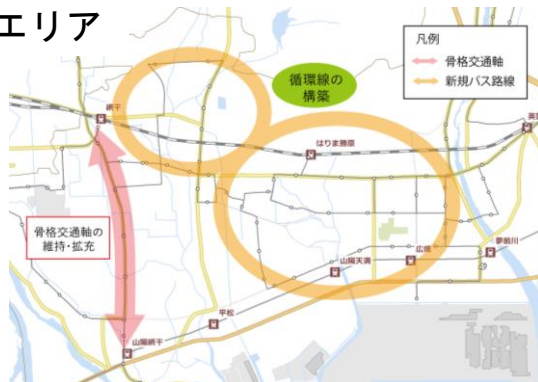 エリア
凡例
骨格交通軸
新規バス路線
循環線の
構築
網干
はりま勝原
英
骨格交通軸の
維持・拡充
夢前川
広畑
山陽天満
平松
山陽網干